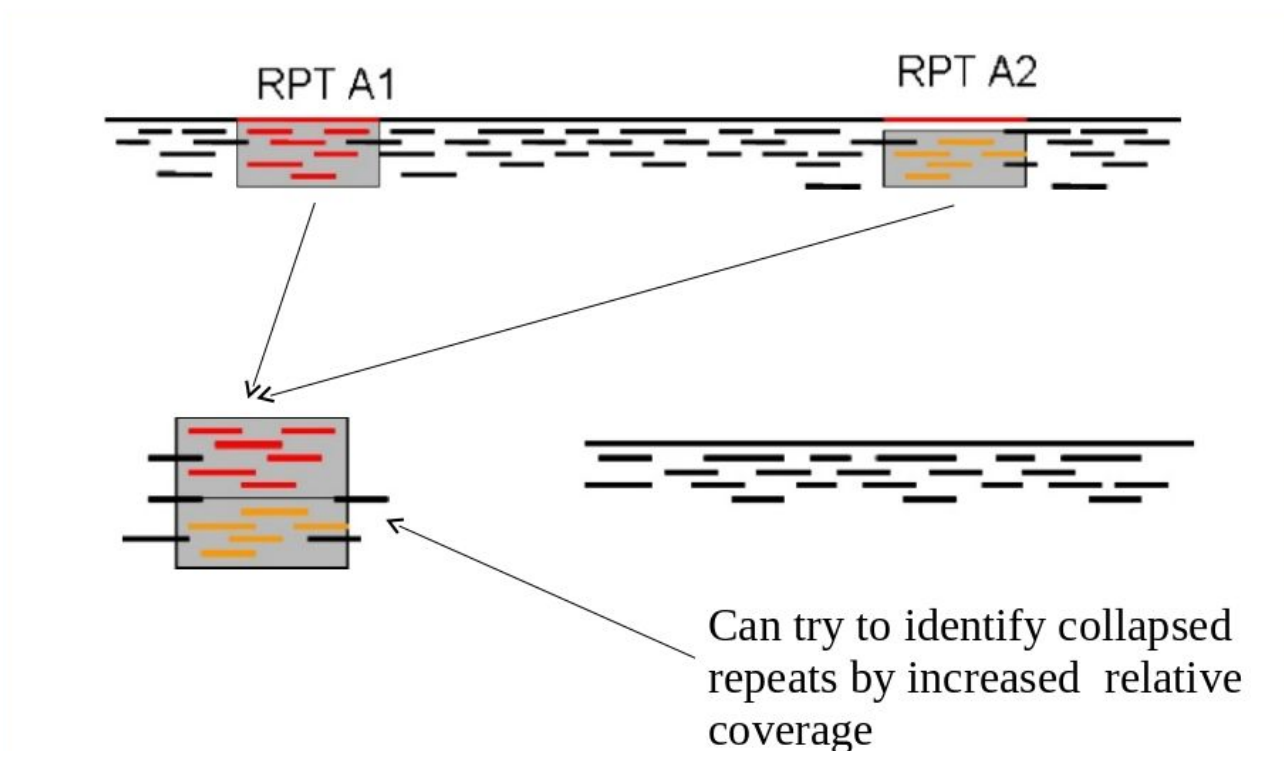 RPT A1
RPT A2
Can try to identify collapsed
repeats by increased  relative
coverage